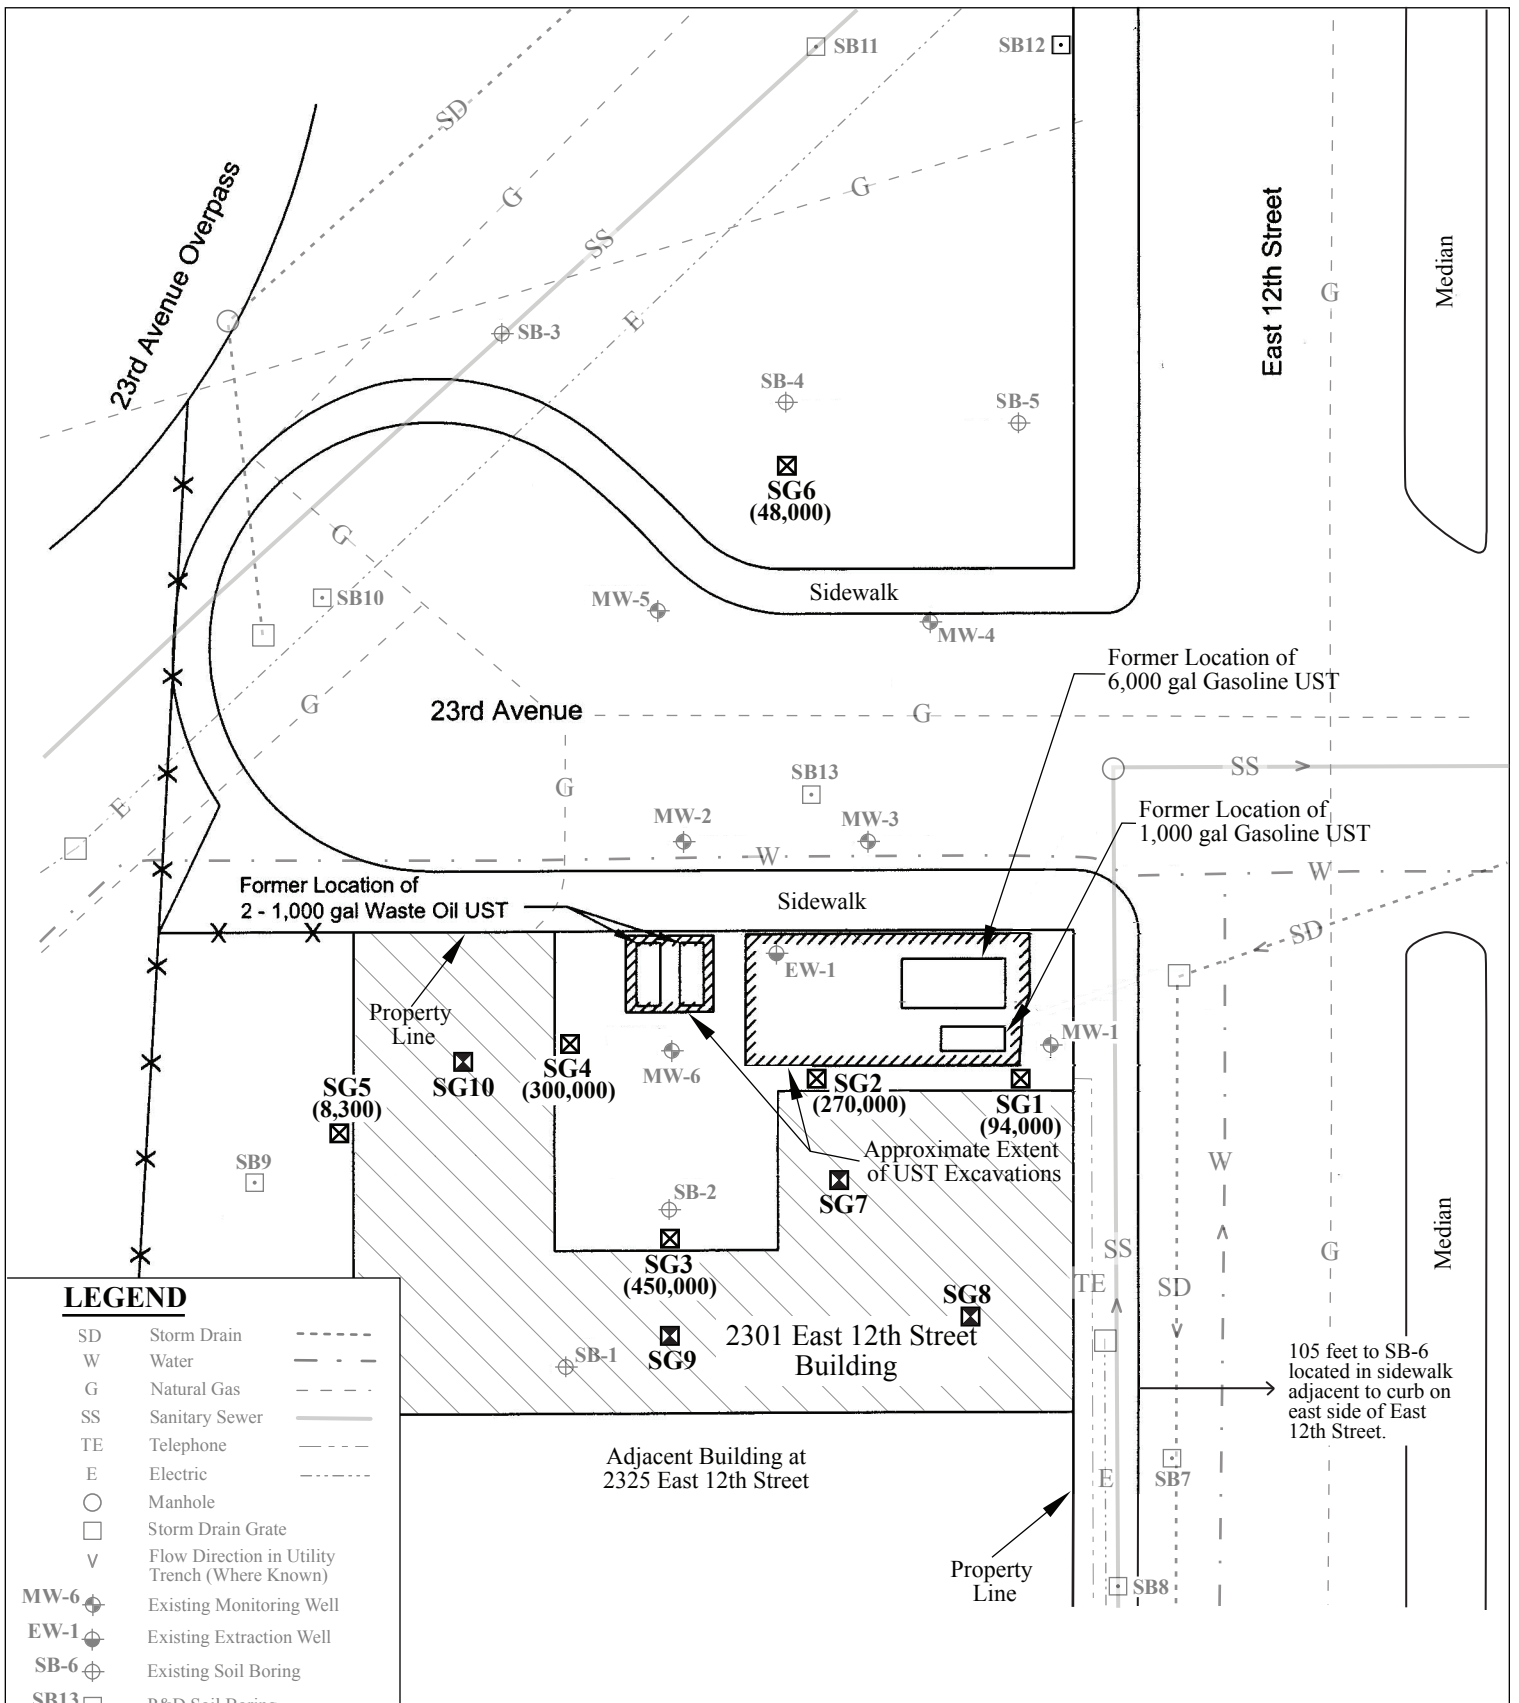 SB11
SB12
SD
G
G
SS
23rd Avenue Overpass
East 12th Street
Median
G
E
SB-3
SB-4
SB-5
SG6
(48,000)
G
SB10
MW-5
Sidewalk
MW-4
Former Location of
6,000 gal Gasoline UST
G
23rd Avenue
G
SS
SB13
G
E
Former Location of
1,000 gal Gasoline UST
MW-2
MW-3
W
W
Former Location of
2 - 1,000 gal Waste Oil UST
Sidewalk
SD
EW-1
Property
Line
MW-1
SG4
(300,000)
MW-6
SG10
SG5
(8,300)
SG2
(270,000)
SG1
(94,000)
Approximate Extent
of UST Excavations
SB9
W
SB-2
SG7
SG3
(450,000)
SS
G
Median
TE
SD
SG8
SG9
2301 East 12th Street
Building
SB-1
105 feet to SB-6
located in sidewalk
adjacent to curb on
east side of East
12th Street.
Adjacent Building at
2325 East 12th Street
E
SB7
Property
Line
SB8
LEGEND
SD Storm Drain
W Water
G Natural Gas
SS Sanitary Sewer
TE Telephone
E Electric
Manhole
Storm Drain Grate
Flow Direction in Utility
Trench (Where Known)
MW-6 Existing Monitoring Well
EW-1 Existing Extraction Well
SB-6 Existing Soil Boring
SB13 P&D Soil Boring